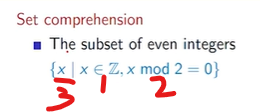 Set comprehension
The subset of even integers
{x | x ∈ ℤ, x mod 2 = 0}
3 1 2